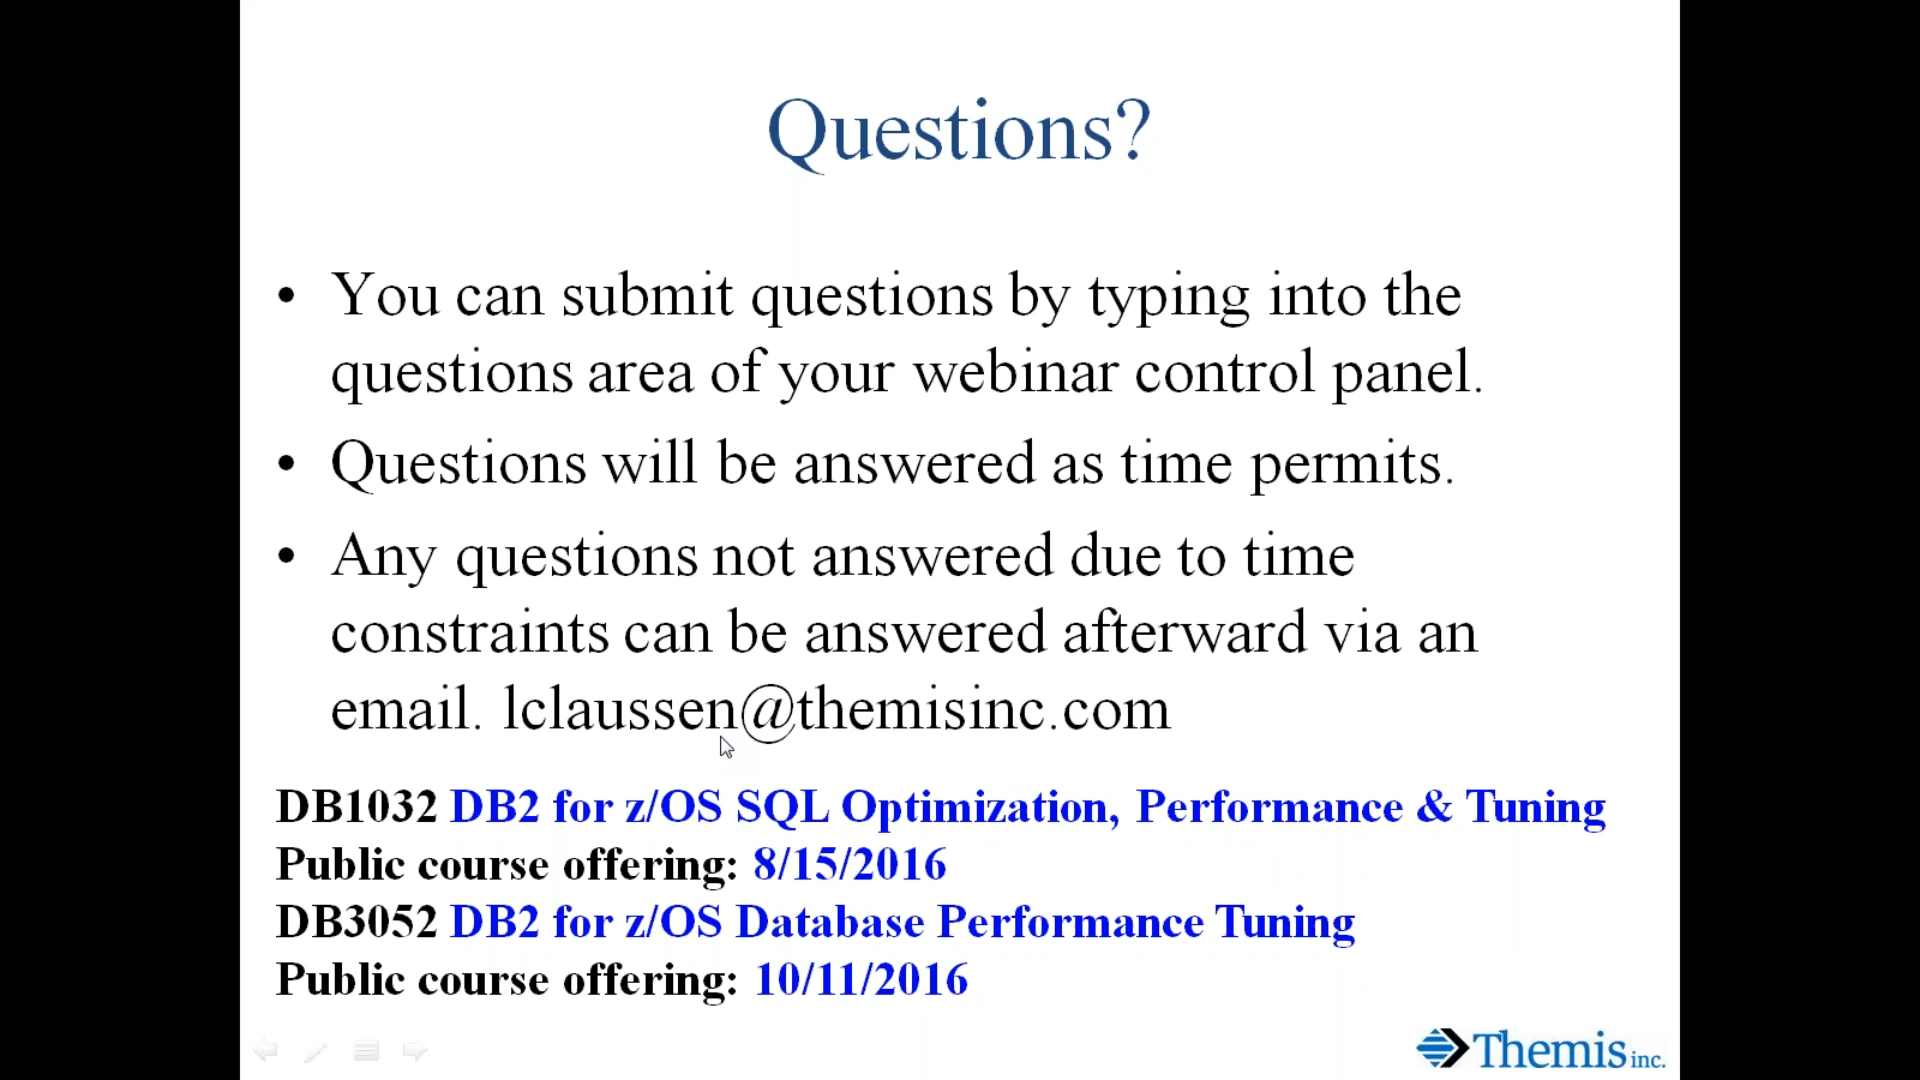 Questions?
• You can submit questions by typing into the
questions area of your webinar control panel.
• Questions will be answered as time permits.
• Any questions not answered due to time
constraints can be answered afterward via an
email. lclaussen@themisinc.com
DB1032 DB2 for z/OS SQL Optimization, Performance & Tuning
Public course offering: 8/15/2016
DB3052 DB2 for z/OS Database Performance Tuning
Public course offering: 10/11/2016
Themis inc.